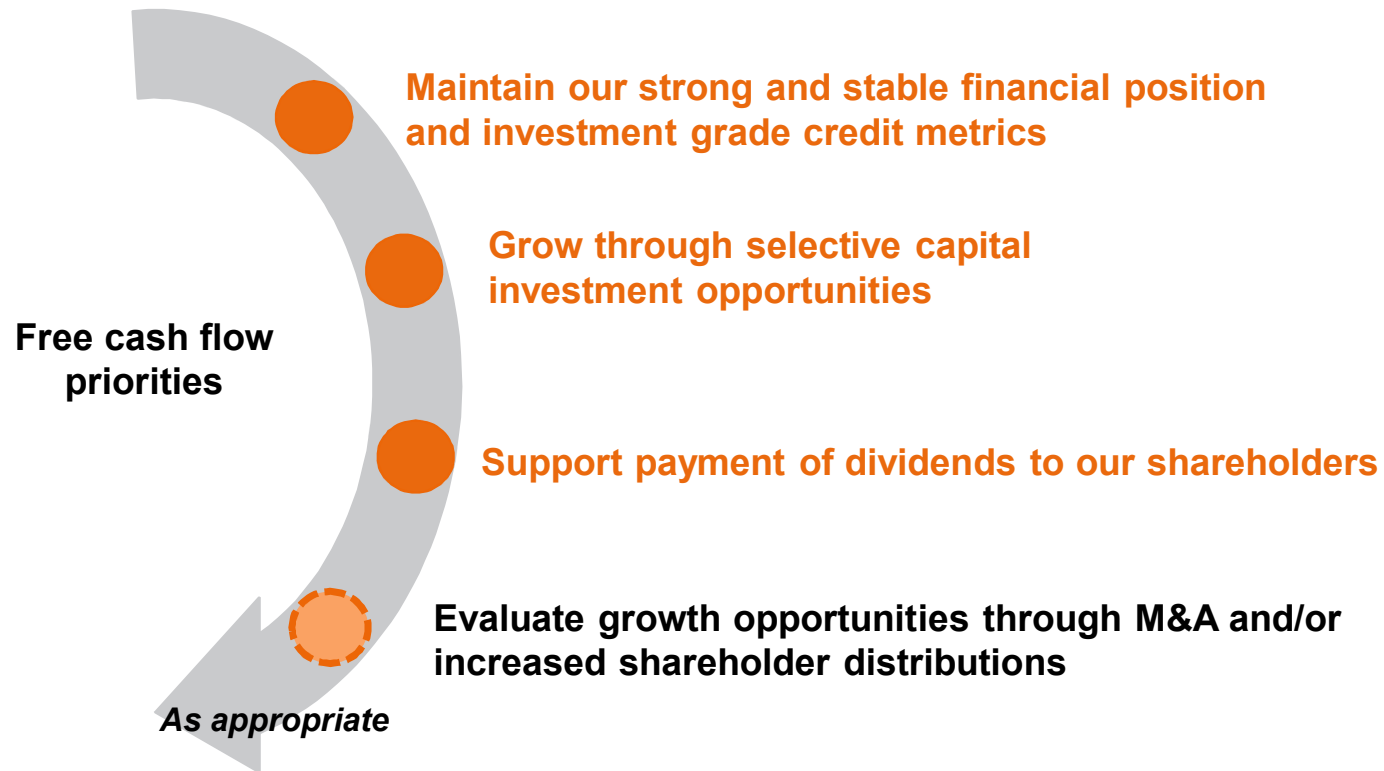 Maintain our strong and stable financial position
and investment grade credit metrics
Grow through selective capital
investment opportunities
Free cash flow
priorities
Support payment of dividends to our shareholders
Evaluate growth opportunities through M&A and/or
increased shareholder distributions
As appropriate